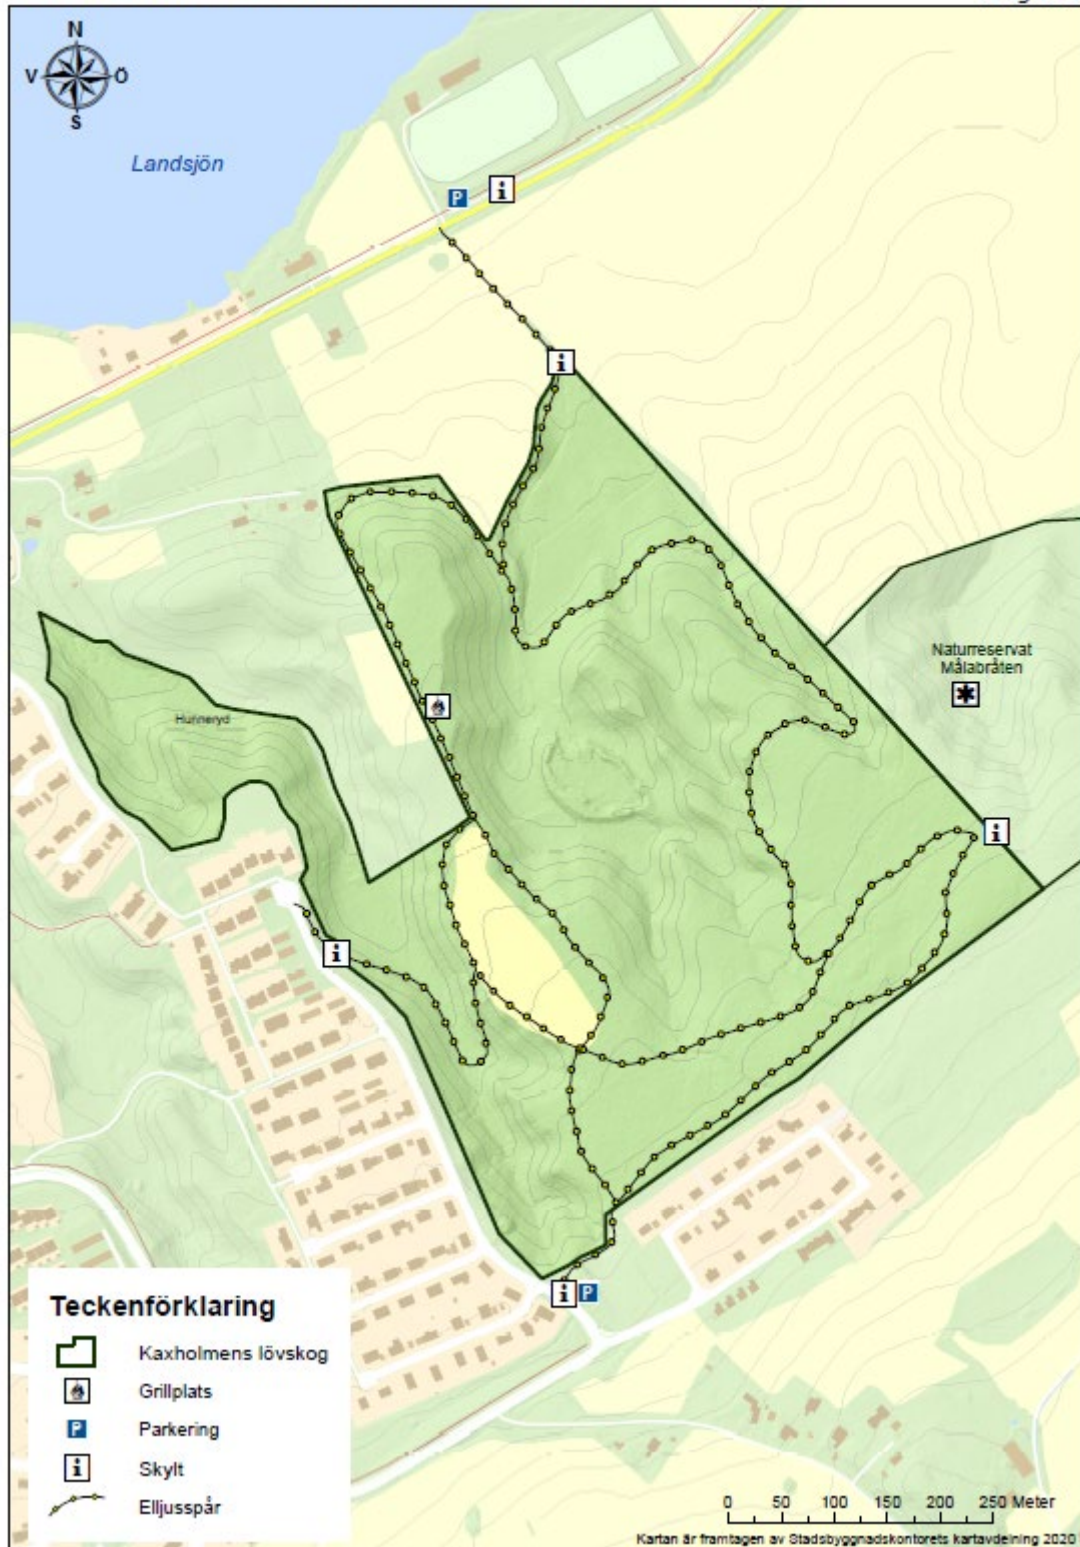 N
V Ö
S
Landsjön
P
i
i
Naturreservat
Målabråten
Hunneryd
i
i
i P
Teckenförklaring
Kaxholmens lövskog
Grillplats
P Parkering
i Skylt
Elljusspår
0 50 100 150 200 250 Meter
Kartan är framtagen av Stadsbyggnadskontorets kartavdelning 2020